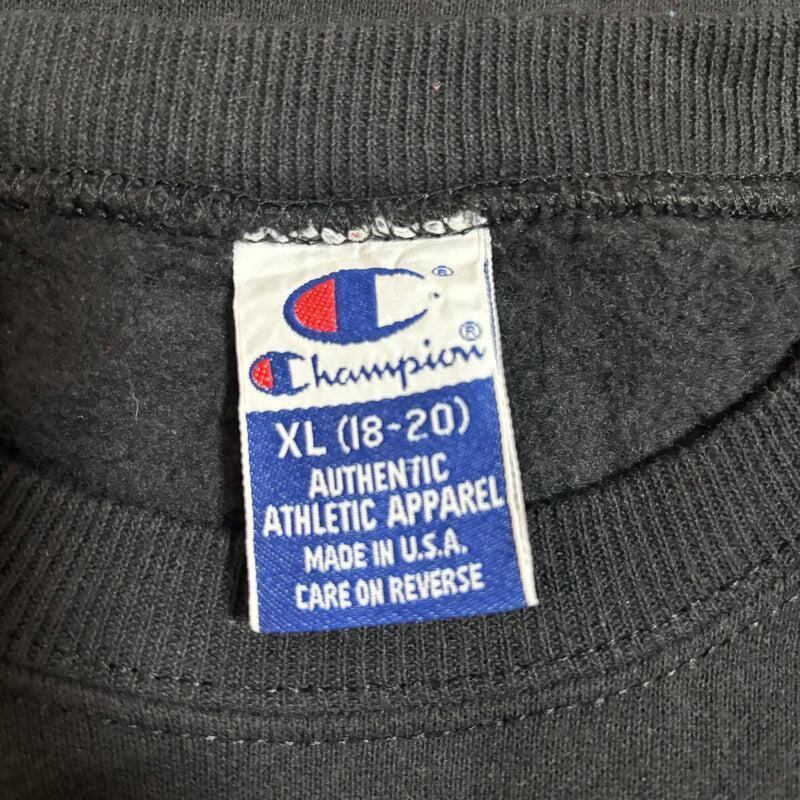 ®
Champion®
XL (18-20)
AUTHENTIC
ATHLETIC APPAREL
MADE IN U.S.A.
CARE ON REVERSE